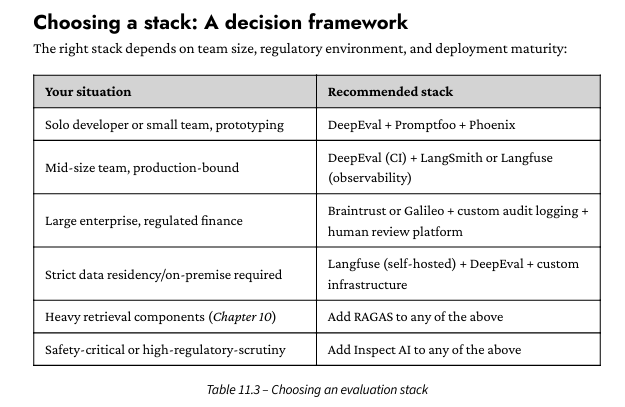 Choosing a stack: A decision framework
The right stack depends on team size, regulatory environment, and deployment maturity:
Your situation
Recommended stack
Solo developer or small team, prototyping
DeepEval + Promptfoo + Phoenix
Mid-size team, production-bound
DeepEval (CI) + LangSmith or Langfuse
(observability)
Large enterprise, regulated finance
Braintrust or Galileo + custom audit logging +
human review platform
Strict data residency/on-premise required
Langfuse (self-hosted) + DeepEval + custom
infrastructure
Heavy retrieval components (Chapter 10)
Add RAGAS to any of the above
Safety-critical or high-regulatory-scrutiny
Add Inspect AI to any of the above
Table 11.3 – Choosing an evaluation stack